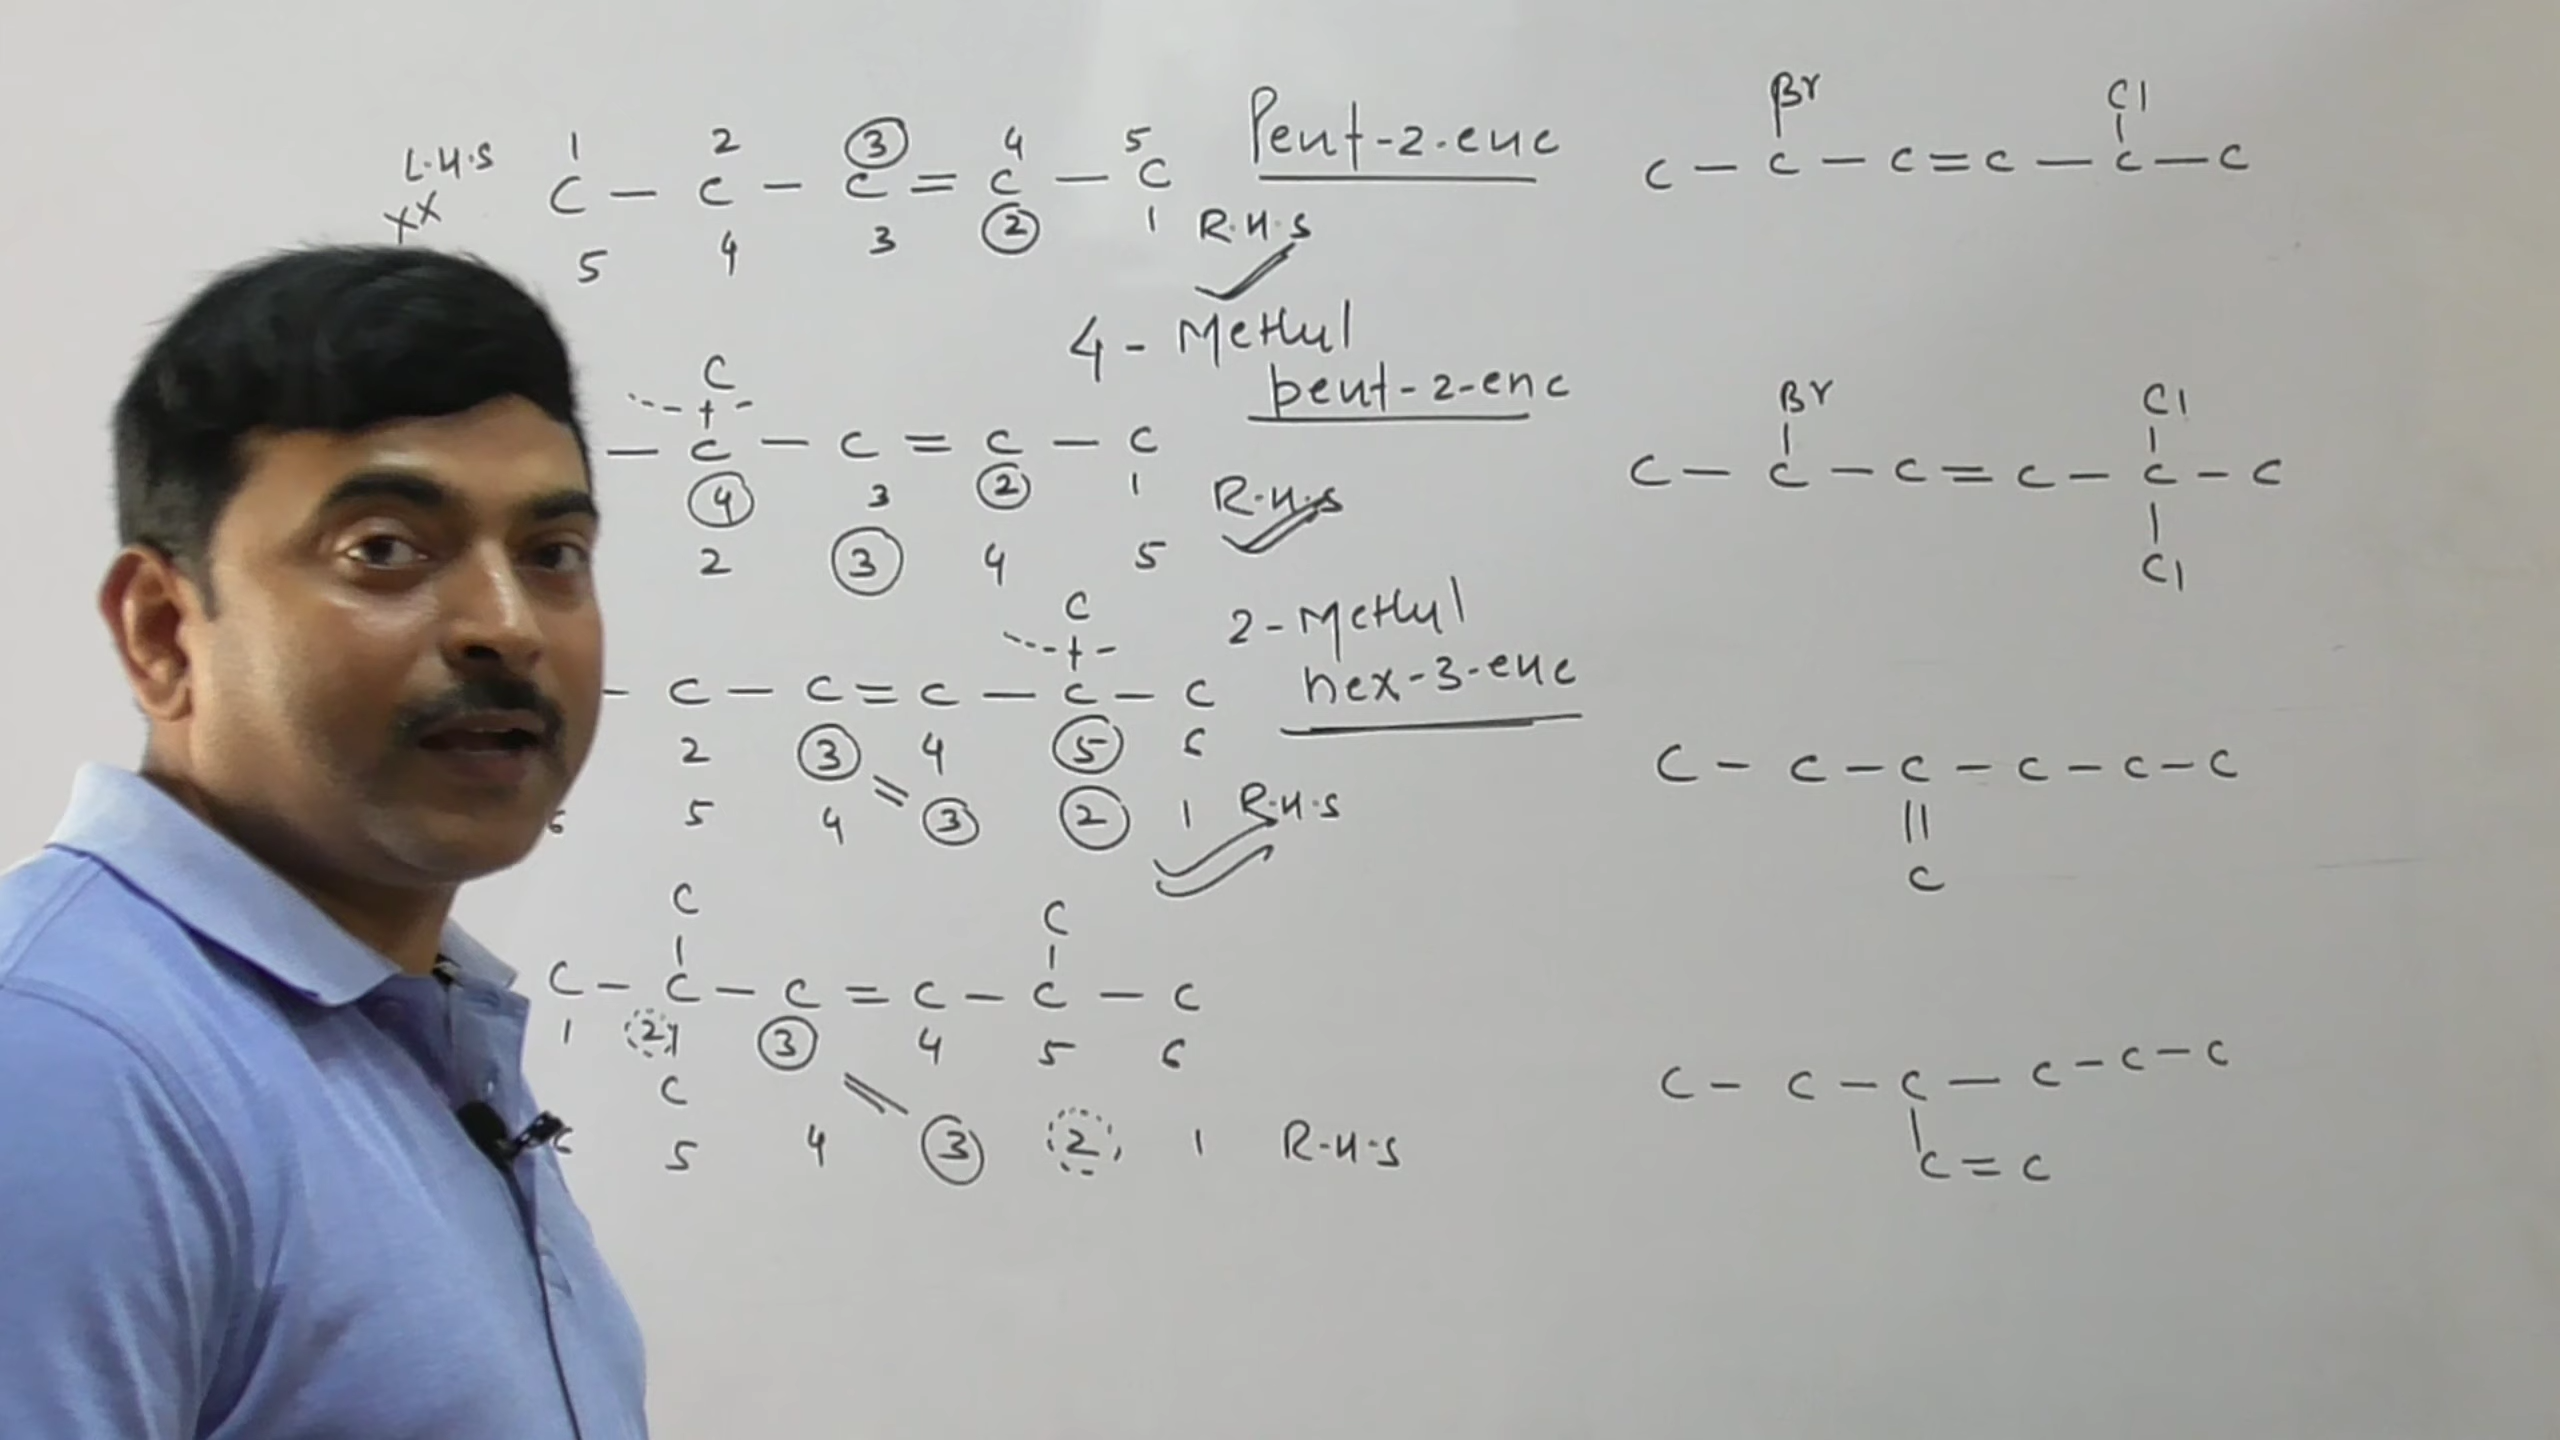 L.H.S 1 2 3 4 5 Pent-2-ene
XX C - C - C = C - C
5 4 3 2 1 R.H.S
4 - Methyl
pent-2-ene
C
- C - C = C - C
4 3 2 1 R.H.S
2 3 4 5
C
2 - Methyl
hex-3-ene
- C - C = C - C - C
2 3 4 5 6
6 5 4 = 3 2 1 R.H.S
C C
C - C - C = C - C - C
1 2 3 4 5 6
C
6 5 4 = 3 2 1 R-H-S
Br Cl
C - C - C = C - C - C
Br Cl
C - C - C = C - C - C
Cl
C - C - C - C - C - C
C
C - C - C - C - C - C
C = C